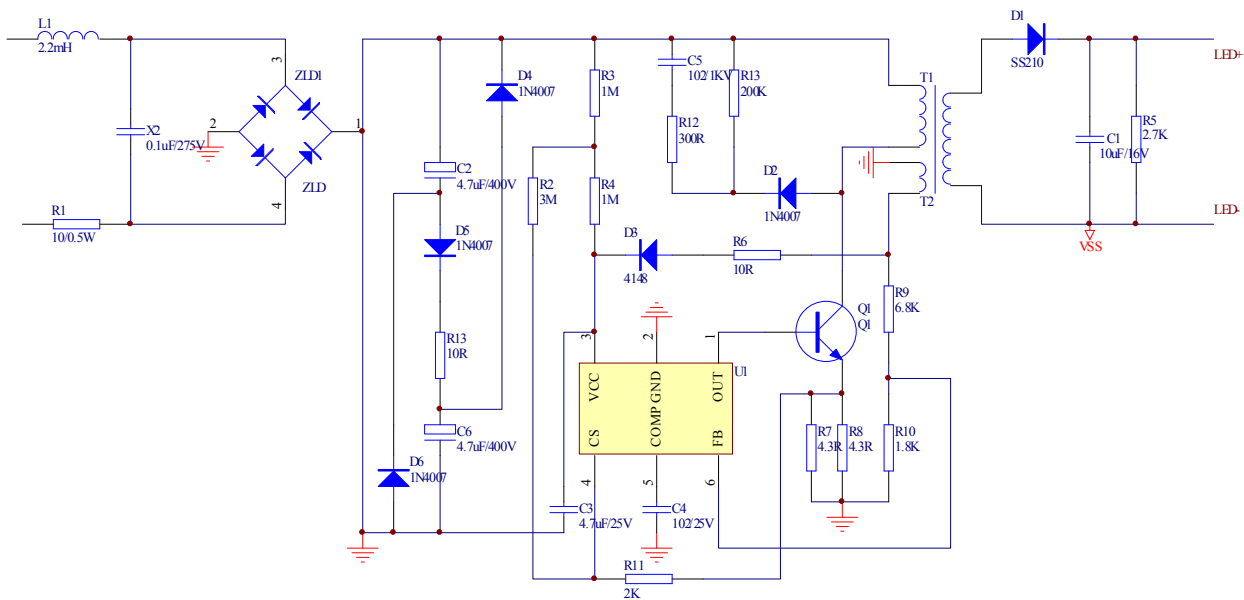 L1
2.2mH
X2
0.1uF/275V
R1
10/0.5W
3
ZLD1
2
1
ZLD
4
C2
4.7uF/400V
D4
1N4007
D5
1N4007
R13
10R
C6
4.7uF/400V
D6
1N4007
R3
1M
R2
3M
R4
1M
C5
102/1KV
R13
200K
R12
300R
D2
1N4007
D3
4148
R6
10R
T1
T2
D1
SS210
C1
10uF/16V
R5
2.7K
LED+
LED-
VSS
R9
6.8K
Q1
Q1
3
2
1
U1
VCC
GND
OUT
CS
COMP
FB
4
5
6
R7
4.3R
R8
4.3R
R10
1.8K
C3
4.7uF/25V
C4
102/25V
R11
2K